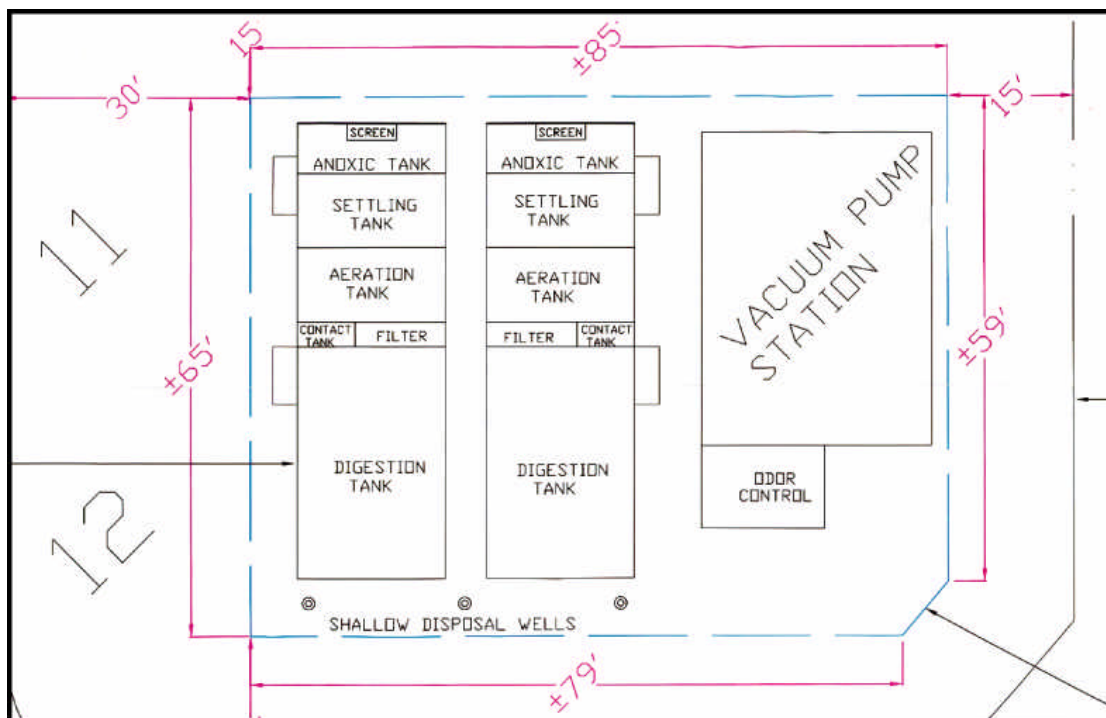 15'
±85'
30'
15'
SCREEN
ANOXIC TANK
SETTLING
TANK
AERATION
TANK
CONTACT
TANK
FILTER
DIGESTION
TANK
SCREEN
ANOXIC TANK
SETTLING
TANK
AERATION
TANK
FILTER
CONTACT
TANK
DIGESTION
TANK
VACUUM PUMP
STATION
ODOR
CONTROL
11
12
±65'
±59'
SHALLOW DISPOSAL WELLS
±79'